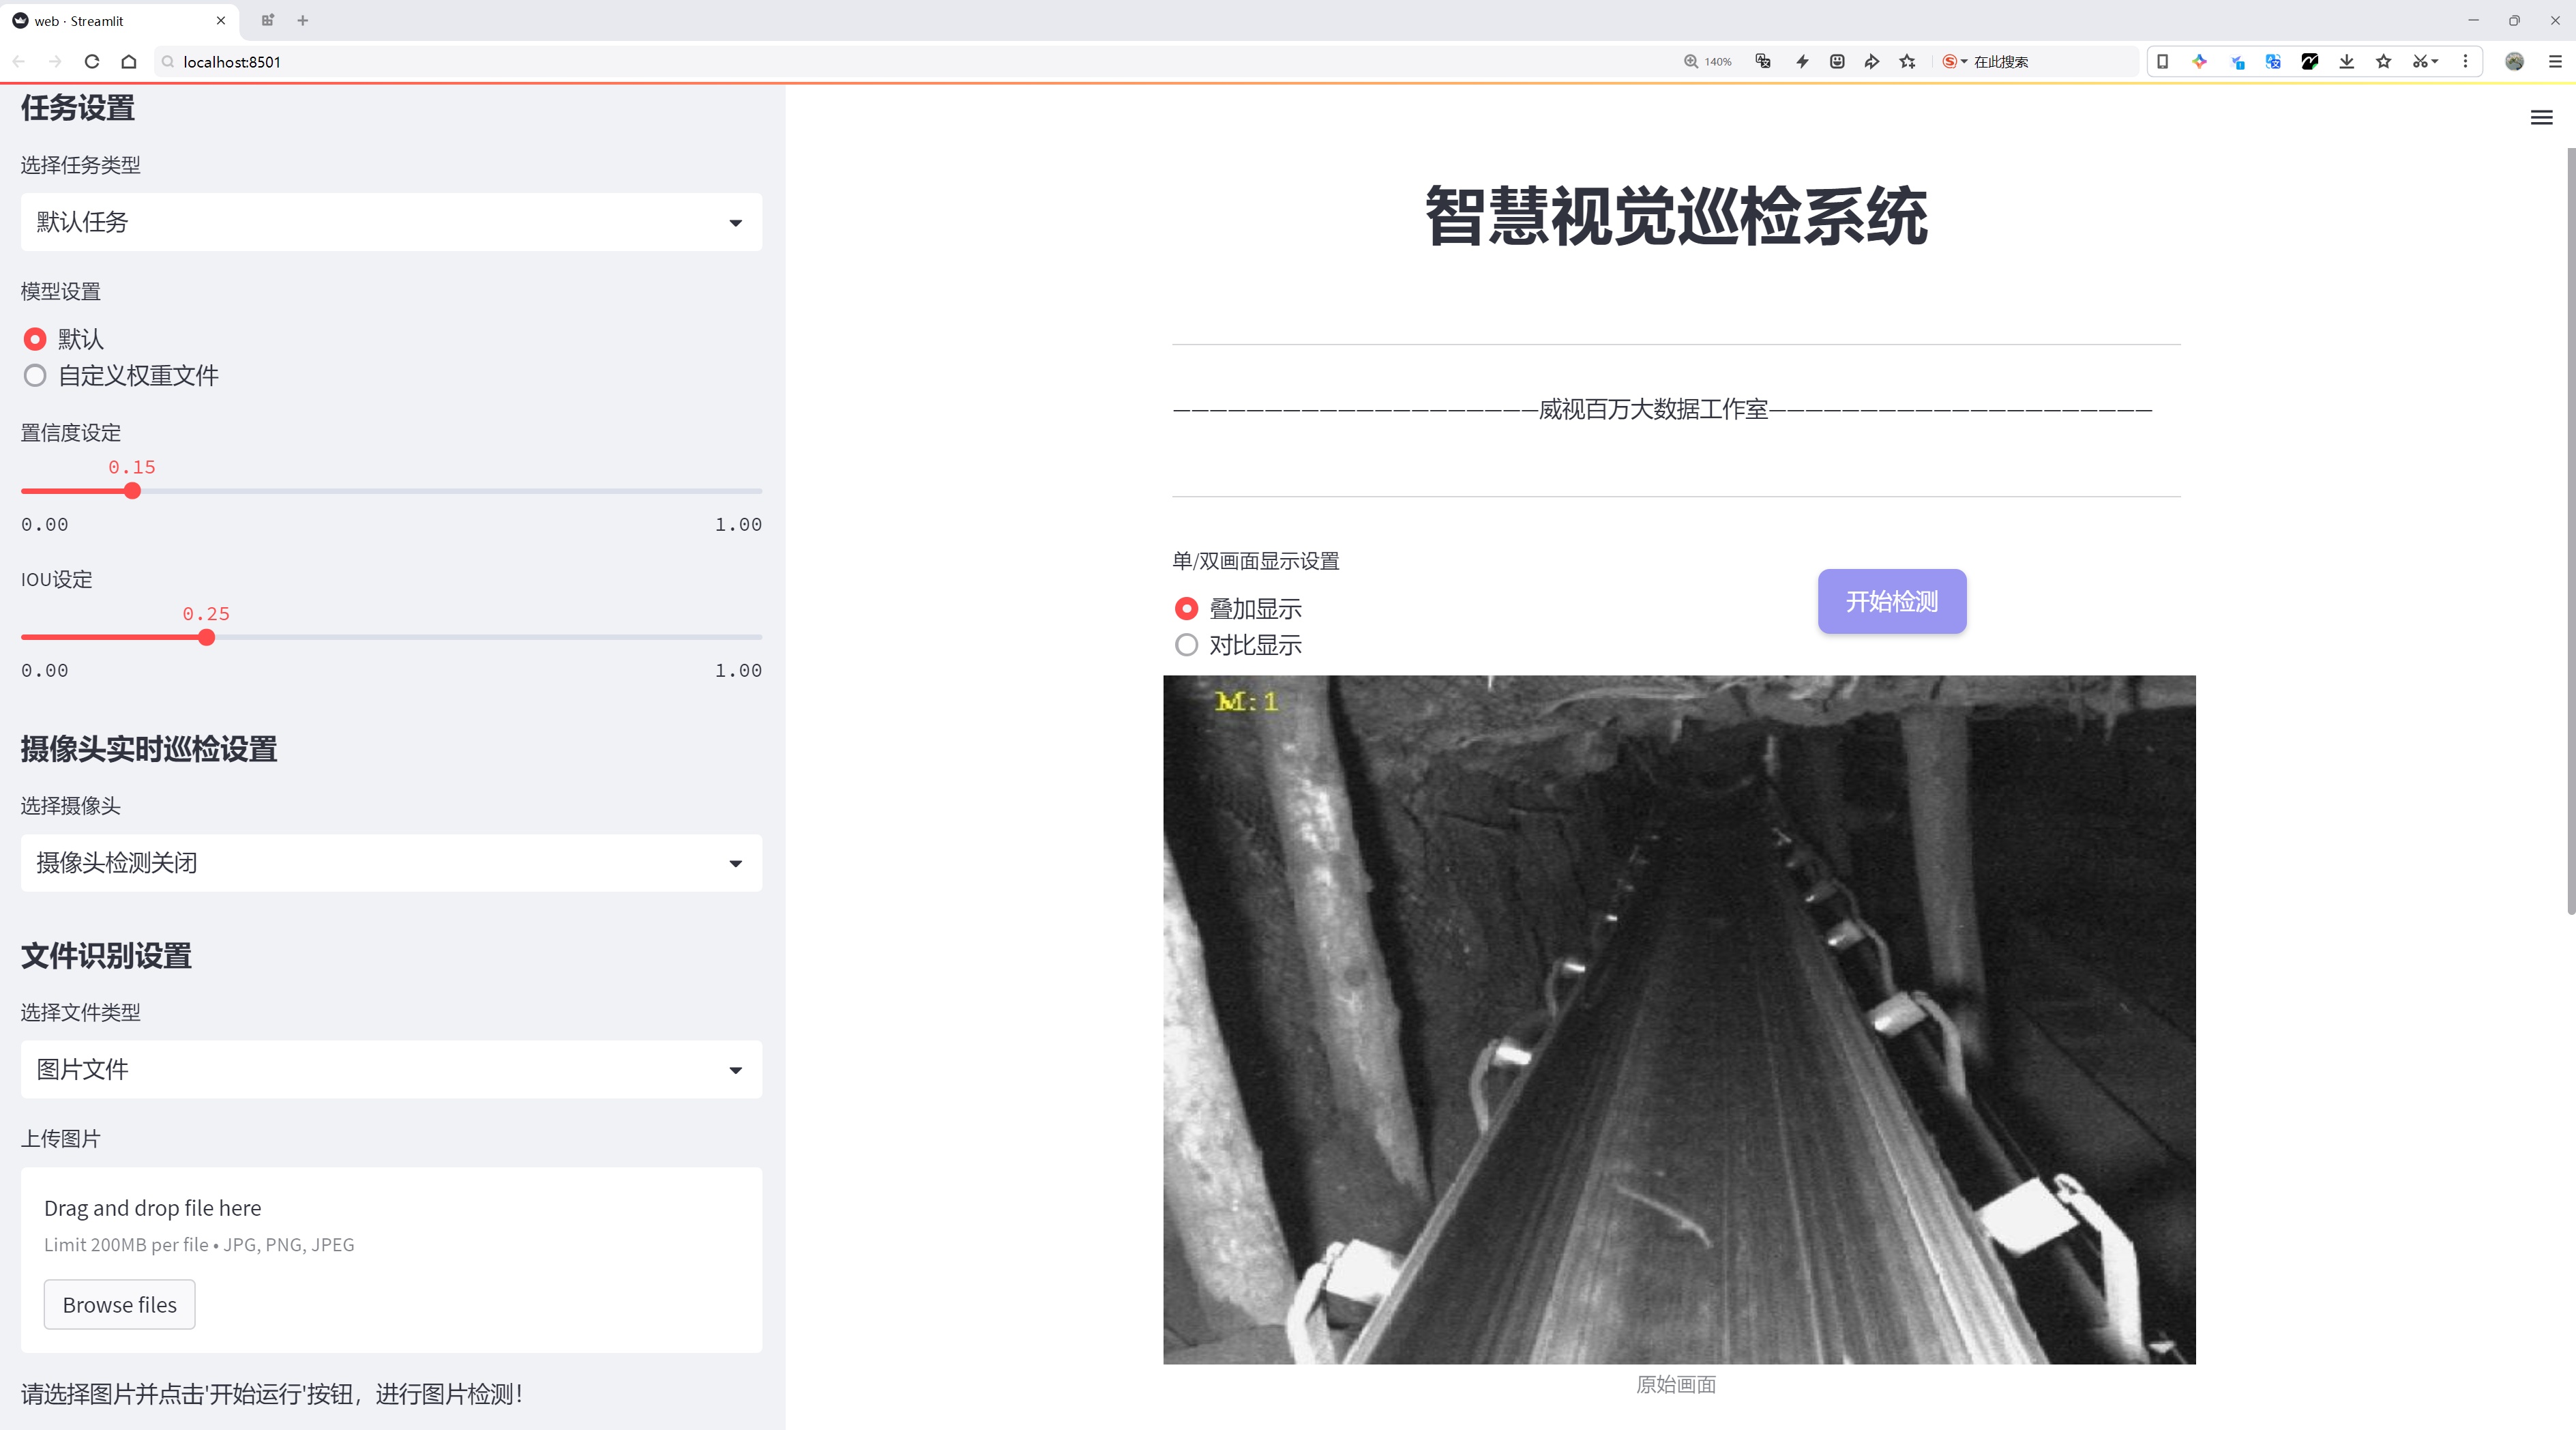 web · Streamlit
localhost:8501
140%
在此搜索
任务设置
选择任务类型
默认任务
模型设置
默认
自定义权重文件
置信度设定
0.15
0.00 1.00
IOU设定
0.25
0.00 1.00
摄像头实时巡检设置
选择摄像头
摄像头检测关闭
文件识别设置
选择文件类型
图片文件
上传图片
Drag and drop file here
Limit 200MB per file • JPG, PNG, JPEG
Browse files
请选择图片并点击'开始运行'按钮，进行图片检测！
智慧视觉巡检系统
—————————————————————威视百万大数据工作室——————————————————————
单/双画面显示设置
叠加显示
对比显示
开始检测
M:1
原始画面